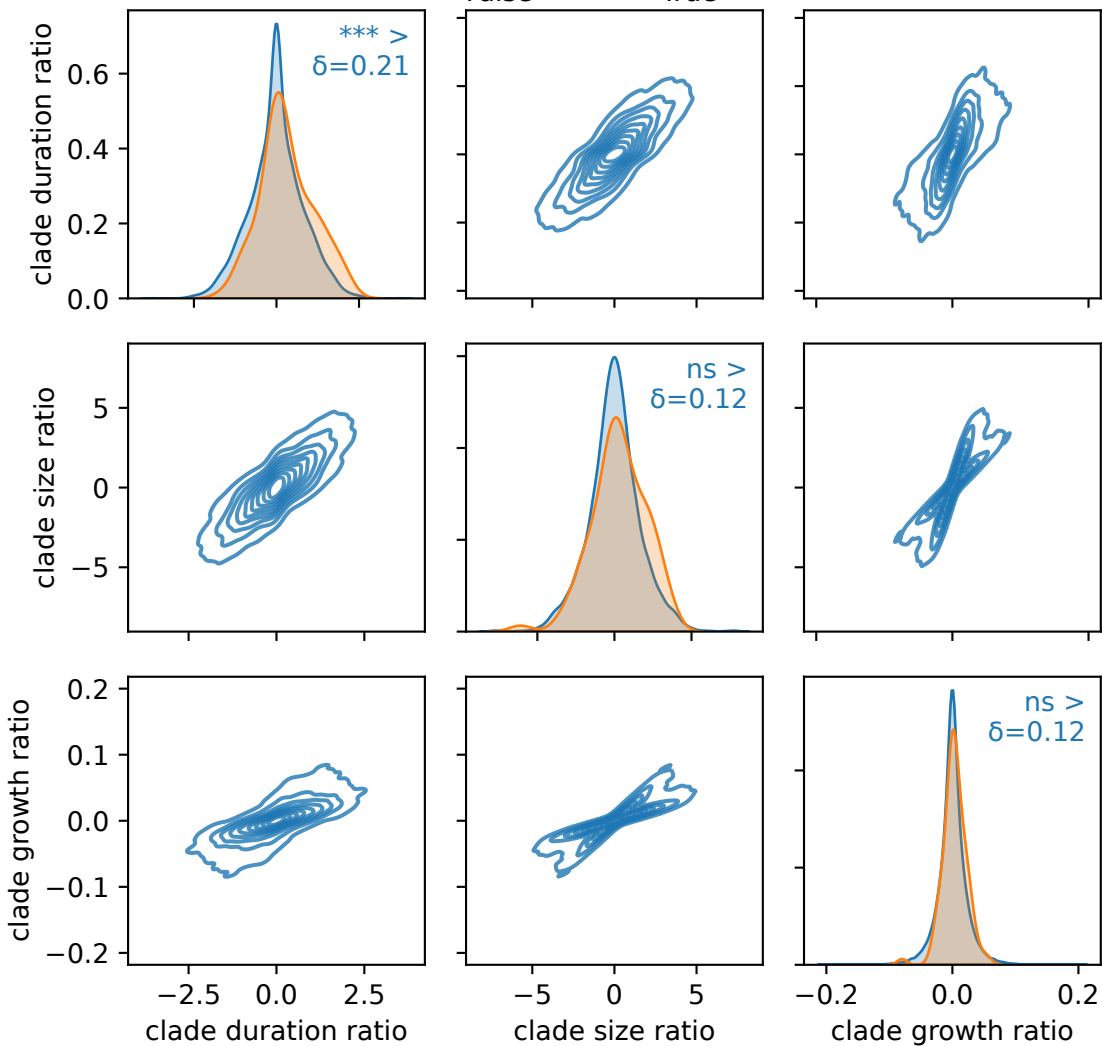 clade duration ratio
0.6
0.4
0.2
0.0
*** >
δ=0.21
clade size ratio
5
0
−5
ns >
δ=0.12
clade growth ratio
0.2
0.1
0.0
−0.1
−0.2
ns >
δ=0.12
−2.5 0.0 2.5
clade duration ratio
−5 0 5
clade size ratio
−0.2 0.0 0.2
clade growth ratio